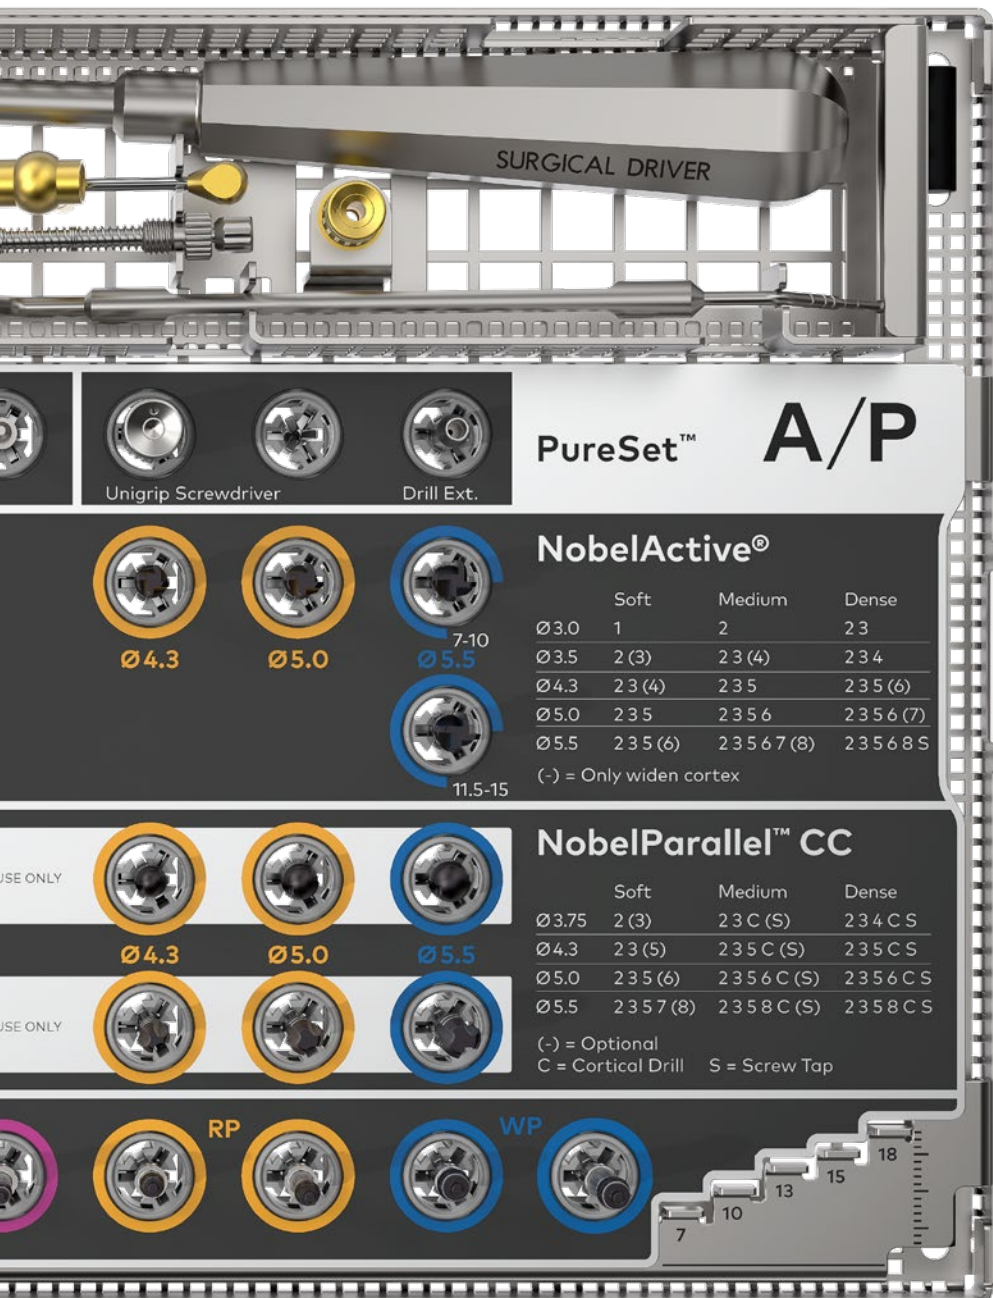 SURGICAL DRIVER
Unigrip Screwdriver
Drill Ext.
PureSet™
A/P
NobelActive®
Soft Medium Dense
Ø3.0 1 2 2 3
Ø3.5 2 (3) 2 3 (4) 2 3 4
Ø4.3 2 3 (4) 2 3 5 2 3 5 (6)
Ø5.0 2 3 5 2 3 5 6 2 3 5 6 (7)
Ø5.5 2 3 5 (6) 2 3 5 6 7 (8) 2 3 5 6 8 S
(-) = Only widen cortex
7-10
Ø4.3 Ø5.0 Ø5.5
11.5-15
NobelParallel™ CC
Soft Medium Dense
Ø3.75 2 (3) 2 3 C (S) 2 3 4 C S
Ø4.3 2 3 (5) 2 3 5 C (S) 2 3 5 C S
Ø5.0 2 3 5 (6) 2 3 5 6 C (S) 2 3 5 6 C S
Ø5.5 2 3 5 7 (8) 2 3 5 8 C (S) 2 3 5 8 C S
(-) = Optional
C = Cortical Drill S = Screw Tap
USE ONLY
Ø4.3 Ø5.0 Ø5.5
USE ONLY
RP
WP
7
10
13
15
18